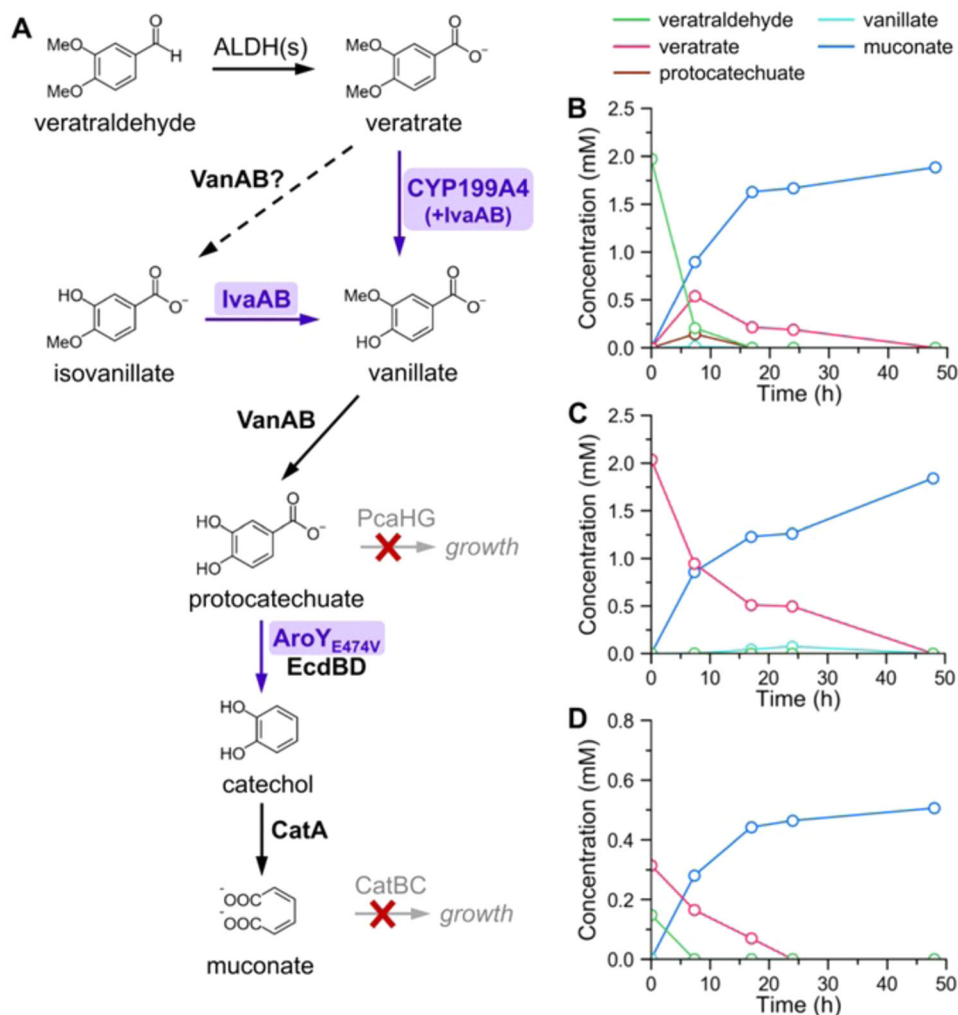 A
veratraldehyde
veratrate
protocatechuate
vanillate
muconate
MeO
MeO
O
H
ALDH(s)
MeO
MeO
O
O-
veratraldehyde
veratrate
VanAB?
CYP199A4
(+IvaAB)
HO
MeO
O
O-
IvaAB
MeO
HO
O
O-
isovanillate
vanillate
VanAB
HO
HO
O
O-
PcaHG
growth
protocatechuate
AroY E474V
EcdBD
HO
HO
catechol
CatA
-OOC
-OOC
CatBC
growth
muconate
B
Concentration (mM)
2.5
2.0
1.5
1.0
0.5
0.0
0 10 20 30 40 50
Time (h)
C
Concentration (mM)
2.5
2.0
1.5
1.0
0.5
0.0
0 10 20 30 40 50
Time (h)
D
Concentration (mM)
0.8
0.6
0.4
0.2
0.0
0 10 20 30 40 50
Time (h)